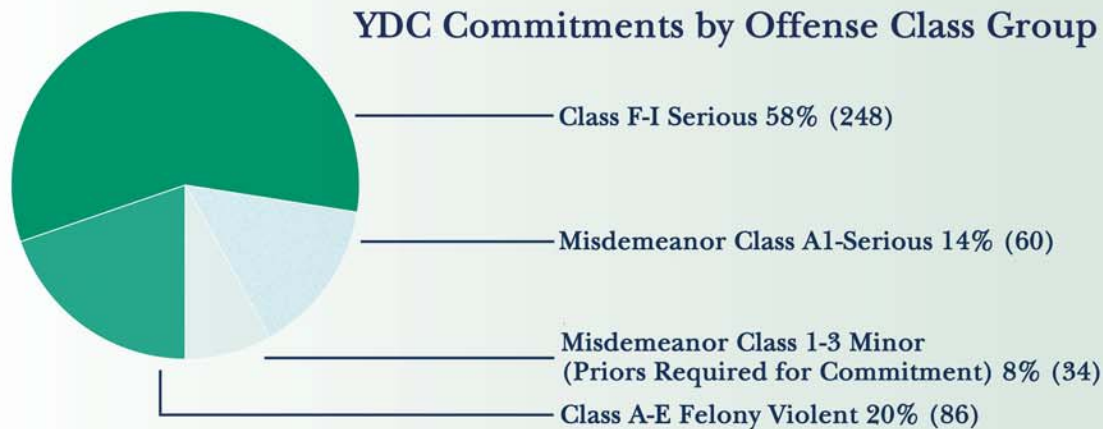 YDC Commitments by Offense Class Group
Class F-I Serious 58% (248)
Misdemeanor Class A1-Serious 14% (60)
Misdemeanor Class 1-3 Minor
(Priors Required for Commitment) 8% (34)
Class A-E Felony Violent 20% (86)